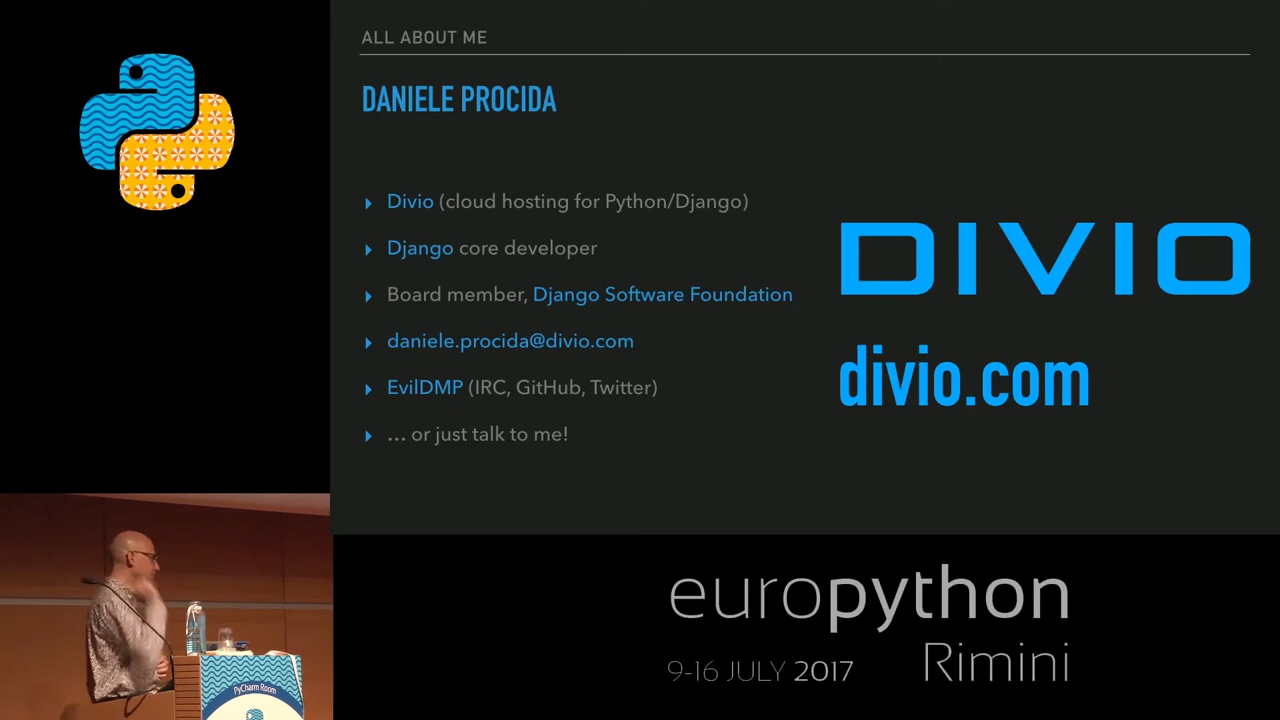 ALL ABOUT ME
DANIELE PROCIDA
Divio (cloud hosting for Python/Django)
Django core developer
Board member, Django Software Foundation
daniele.procida@divio.com
EvilDMP (IRC, GitHub, Twitter)
… or just talk to me!
DIVIO
divio.com
europython
9-16 JULY 2017
Rimini
PyCharm Room